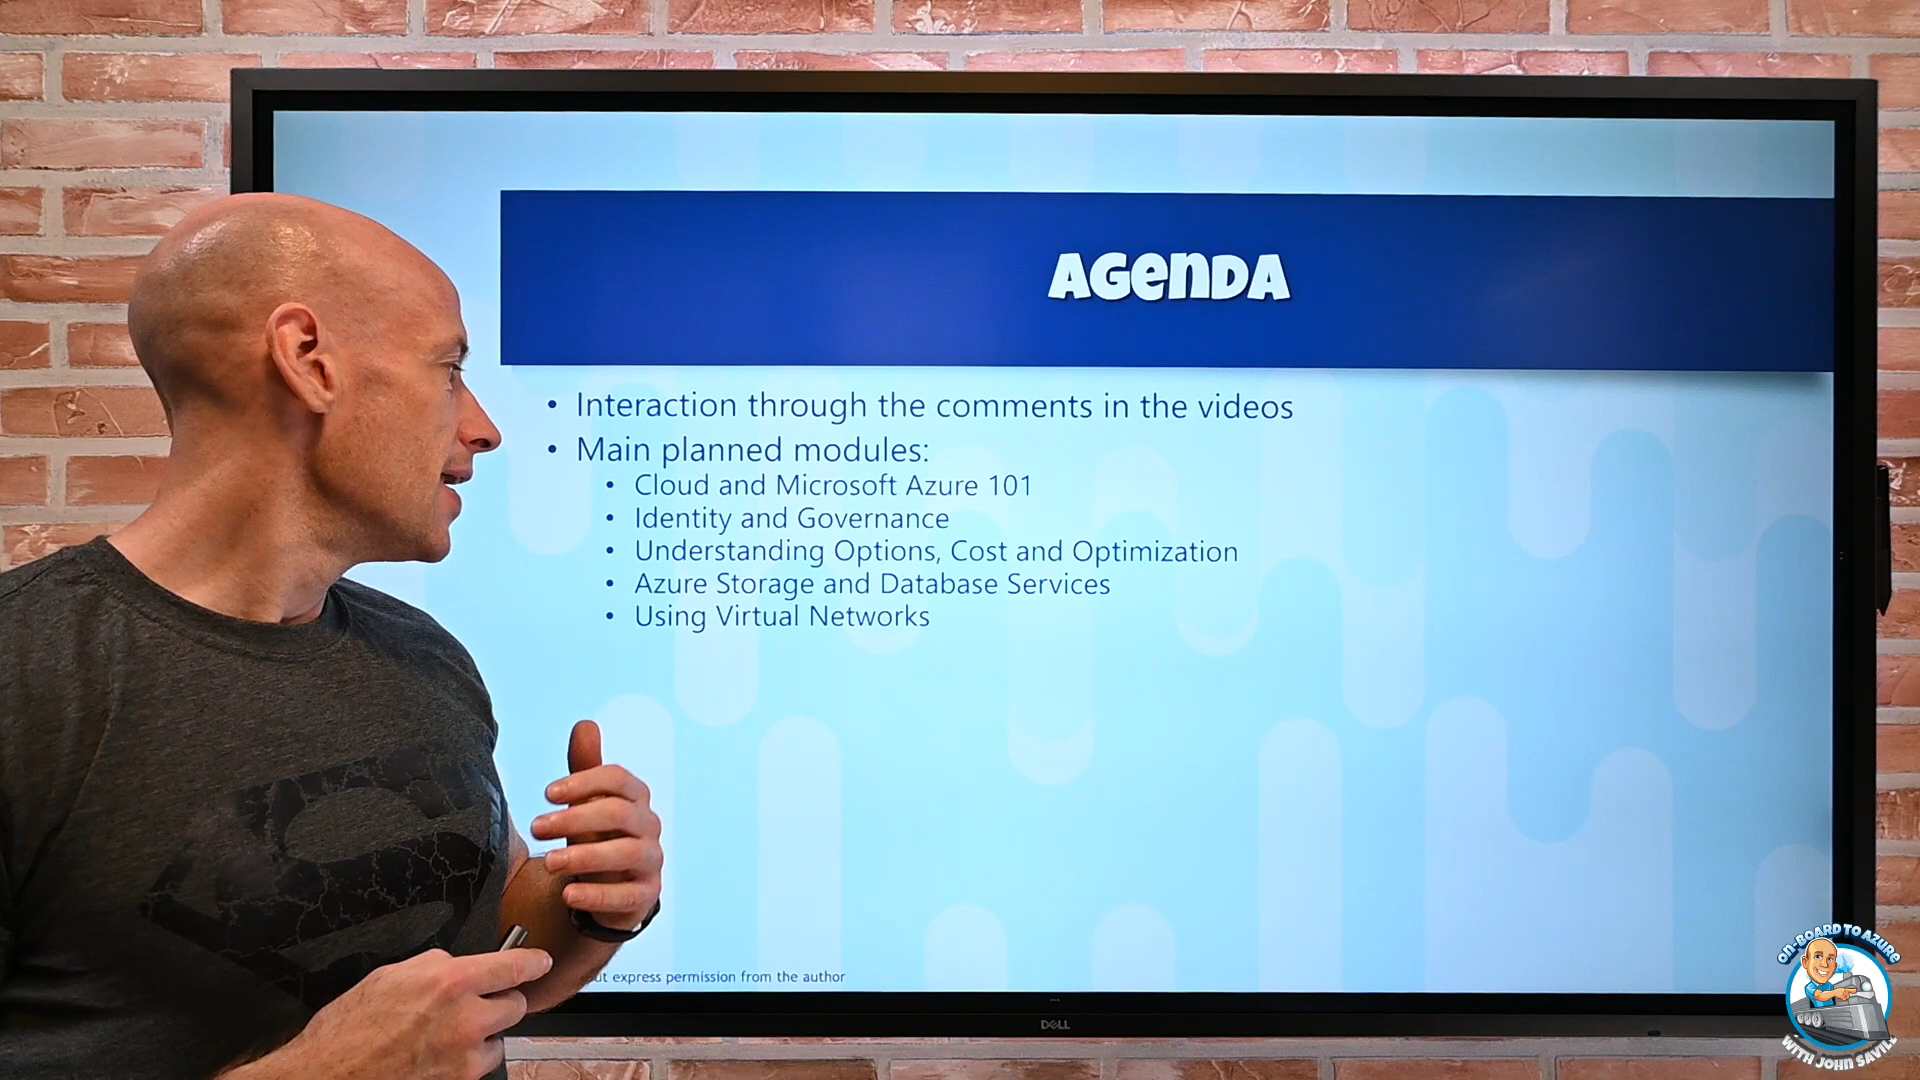 AGENDA
• Interaction through the comments in the videos
• Main planned modules:
• Cloud and Microsoft Azure 101
• Identity and Governance
• Understanding Options, Cost and Optimization
• Azure Storage and Database Services
• Using Virtual Networks
express permission from the author
DELL
ON-BOARD TO AZURE
WITH JOHN SAVILL